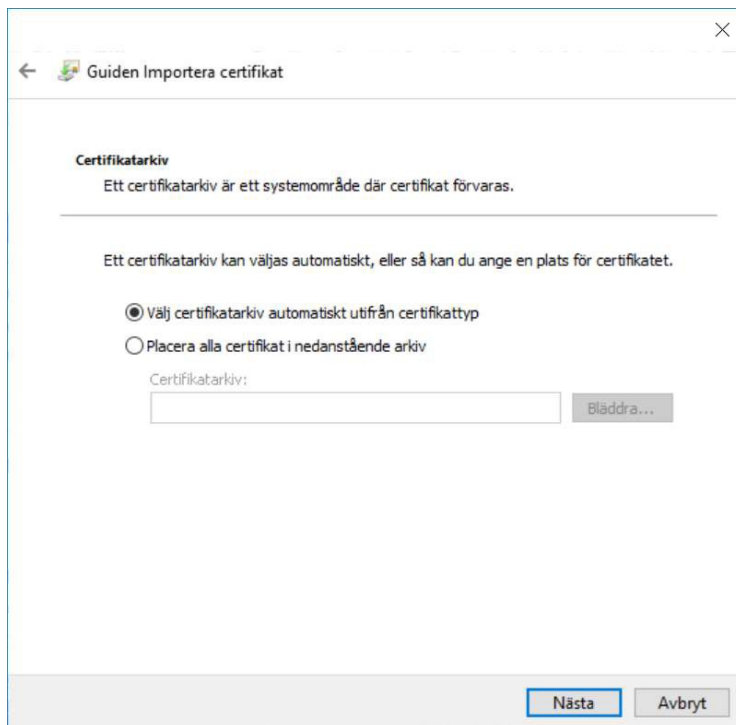 Guiden Importera certifikat
Certifikatarkiv
Ett certifikatarkiv är ett systemområde där certifikat förvaras.
Ett certifikatarkiv kan väljas automatiskt, eller så kan du ange en plats för certifikatet.
Välj certifikatarkiv automatiskt utifrån certifikattyp
Placera alla certifikat i nedanstående arkiv
Certifikatarkiv:
Bläddra...
Nästa Avbryt